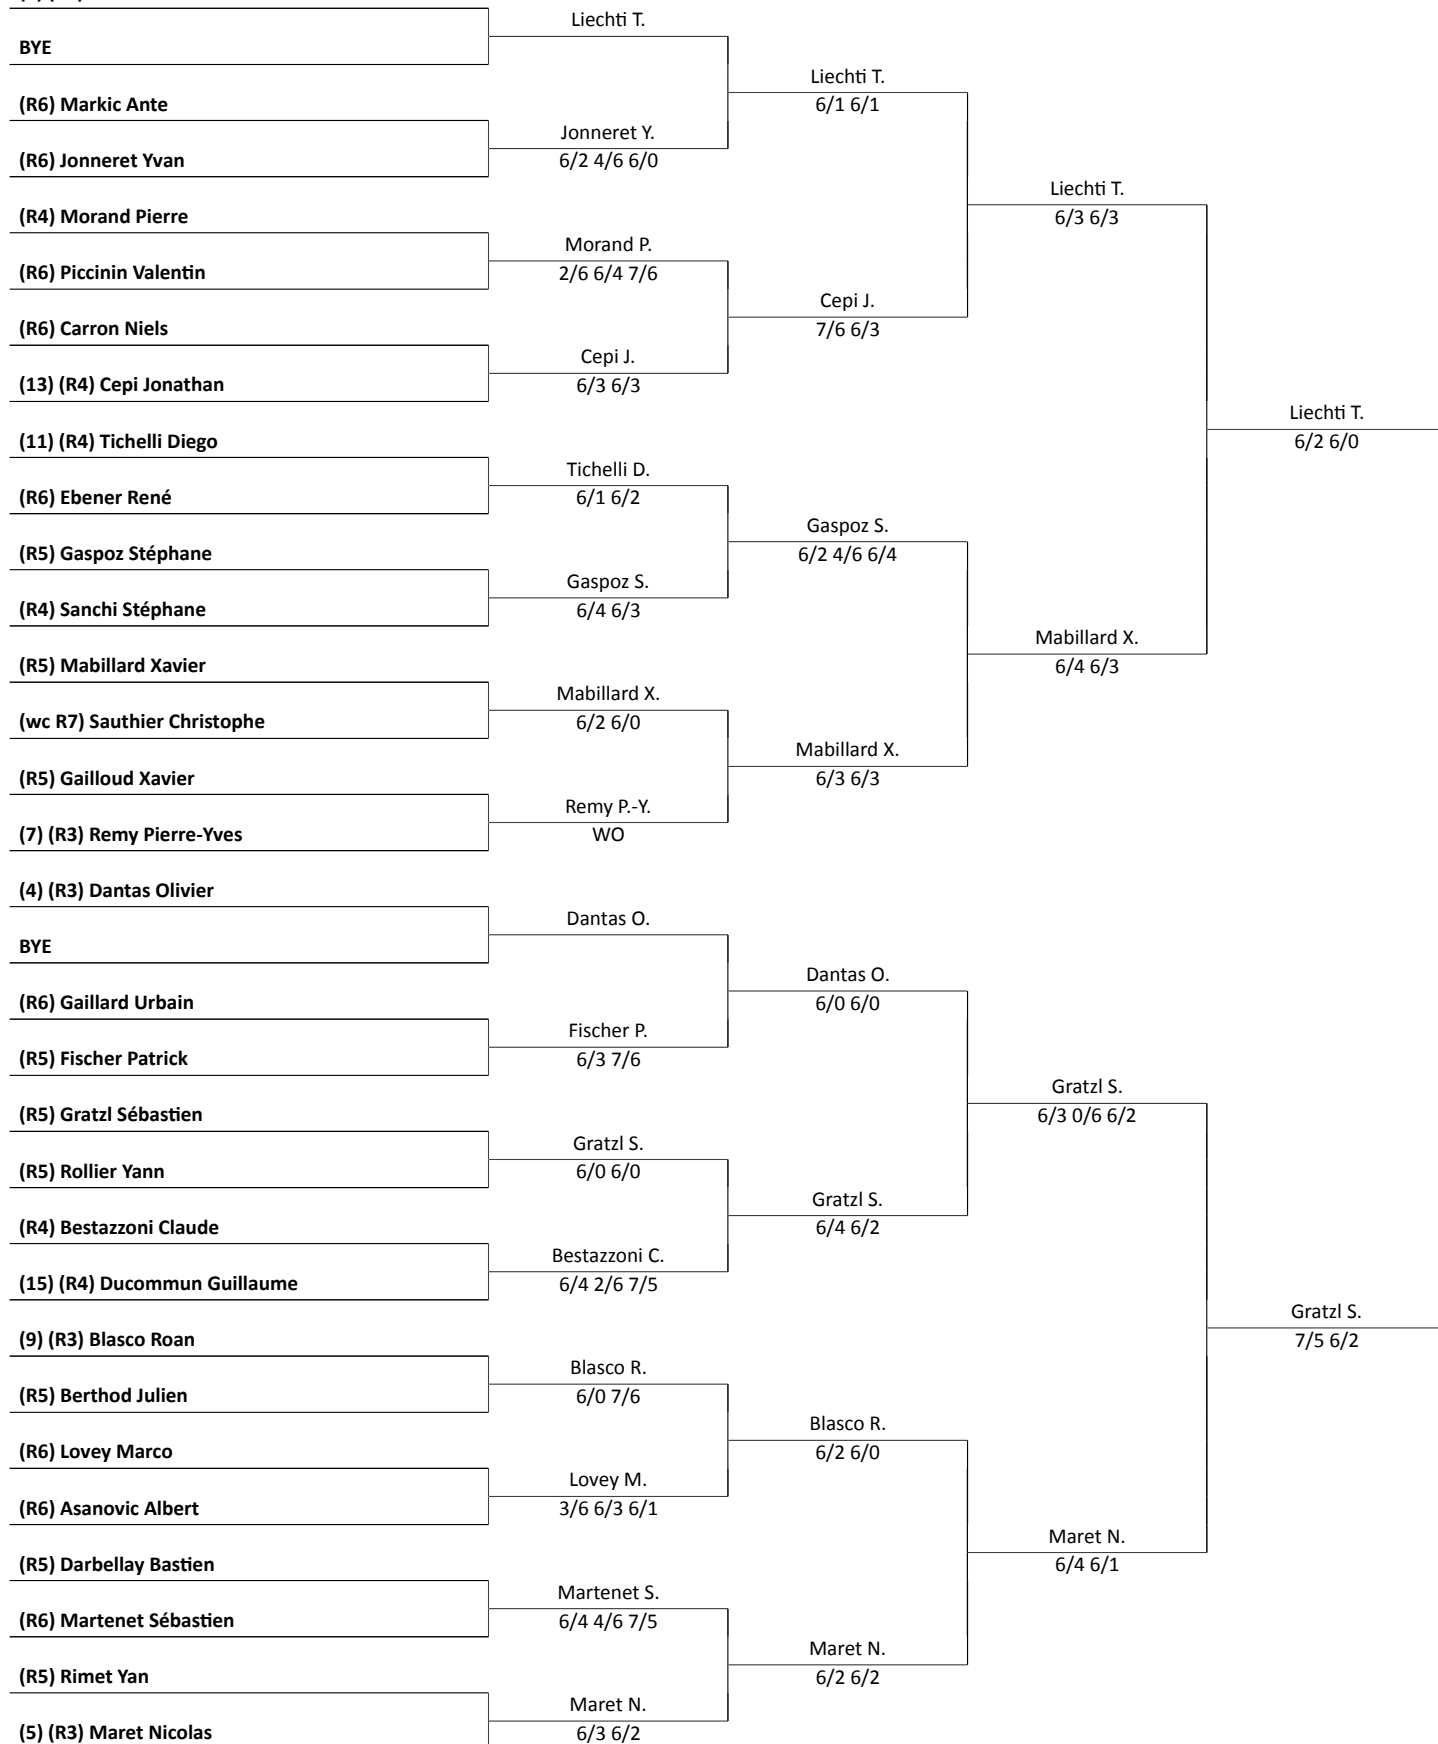 BYE
(R6) Markic Ante
(R6) Jonneret Yvan
(R4) Morand Pierre
(R6) Piccinin Valentin
(R6) Carron Niels
(13) (R4) Cepi Jonathan
(11) (R4) Tichelli Diego
(R6) Ebener René
(R5) Gaspoz Stéphane
(R4) Sanchi Stéphane
(R5) Mabillard Xavier
(wc R7) Sauthier Christophe
(R5) Gailloud Xavier
(7) (R3) Remy Pierre-Yves
(4) (R3) Dantas Olivier
BYE
(R6) Gaillard Urbain
(R5) Fischer Patrick
(R5) Gratzl Sébastien
(R5) Rollier Yann
(R4) Bestazzoni Claude
(15) (R4) Ducommun Guillaume
(9) (R3) Blasco Roan
(R5) Berthod Julien
(R6) Lovey Marco
(R6) Asanovic Albert
(R5) Darbellay Bastien
(R6) Martenet Sébastien
(R5) Rimet Yan
(5) (R3) Maret Nicolas
Liechti T.
Jonneret Y.
6/2 4/6 6/0
Morand P.
2/6 6/4 7/6
Cepi J.
6/3 6/3
Tichelli D.
6/1 6/2
Gaspoz S.
6/4 6/3
Mabillard X.
6/2 6/0
Remy P.-Y.
WO
Dantas O.
Fischer P.
6/3 7/6
Gratzl S.
6/0 6/0
Bestazzoni C.
6/4 2/6 7/5
Blasco R.
6/0 7/6
Lovey M.
3/6 6/3 6/1
Martenet S.
6/4 4/6 7/5
Maret N.
6/3 6/2
Liechti T.
6/1 6/1
Cepi J.
7/6 6/3
Gaspoz S.
6/2 4/6 6/4
Mabillard X.
6/3 6/3
Dantas O.
6/0 6/0
Gratzl S.
6/4 6/2
Blasco R.
6/2 6/0
Maret N.
6/2 6/2
Liechti T.
6/3 6/3
Mabillard X.
6/4 6/3
Gratzl S.
6/3 0/6 6/2
Maret N.
6/4 6/1
Liechti T.
6/2 6/0
Gratzl S.
7/5 6/2